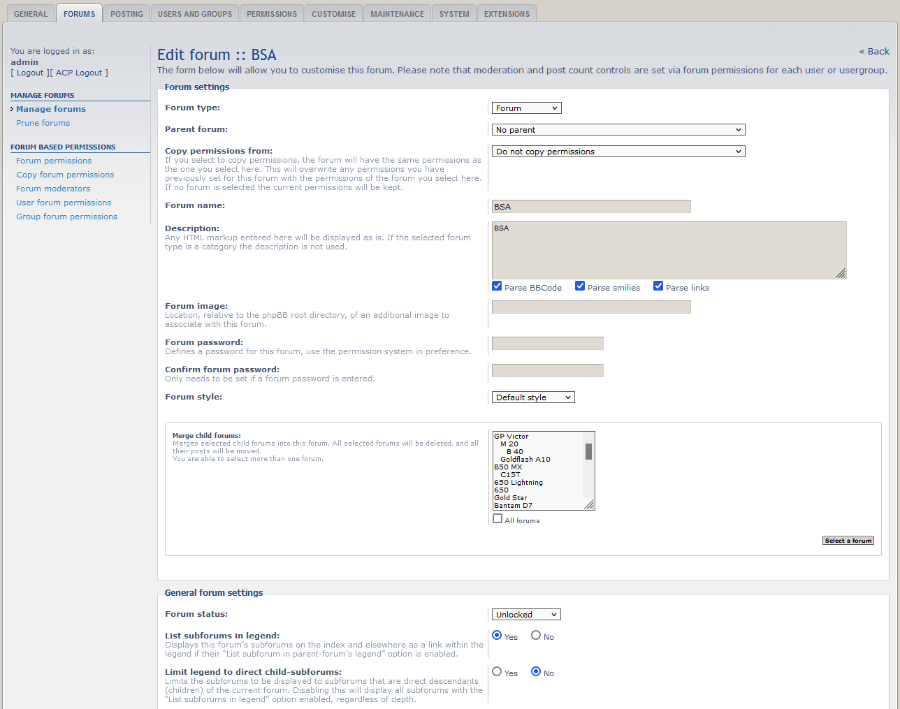 GENERAL FORUMS POSTING USERS AND GROUPS PERMISSIONS CUSTOMISE MAINTENANCE SYSTEM EXTENSIONS
You are logged in as:
admin
[ Logout ][ ACP Logout ]
MANAGE FORUMS
Manage forums
Prune forums
FORUM BASED PERMISSIONS
Forum permissions
Copy forum permissions
Forum moderators
User forum permissions
Group forum permissions
« Back
Edit forum :: BSA
The form below will allow you to customise this forum. Please note that moderation and post count controls are set via forum permissions for each user or usergroup.
Forum settings
Forum type:
Forum
Parent forum:
No parent
Copy permissions from:
If you select to copy permissions, the forum will have the same permissions as
the one you select here. This will overwrite any permissions you have
previously set for this forum with the permissions of the forum you select here.
If no forum is selected the current permissions will be kept.
Do not copy permissions
Forum name:
BSA
Description:
Any HTML markup entered here will be displayed as is. If the selected forum
type is a category the description is not used.
BSA
Parse BBCode Parse smilies Parse links
Forum image:
Location, relative to the phpBB root directory, of an additional image to
associate with this forum.
Forum password:
Defines a password for this forum, use the permission system in preference.
Confirm forum password:
Only needs to be set if a forum password is entered.
Forum style:
Default style
Merge child forums:
Merges selected child forums into this forum. All selected forums will be deleted, and all
their posts will be moved.
You are able to select more than one forum.
GP Victor
M 20
B 40
Goldflash A10
B50 MX
C15T
650 Lightning
650
Gold Star
Bantam D7
All forums
Select a forum
General forum settings
Forum status:
Unlocked
List subforums in legend:
Displays this forum's subforums on the index and elsewhere as a link within the
legend if their "List subforum in parent-forum's legend" option is enabled.
Yes No
Limit legend to direct child-subforums:
Limits the subforums to be displayed to subforums that are direct descendants
(children) of the current forum. Disabling this will display all subforums with the
"List subforums in legend" option enabled, regardless of depth.
Yes No